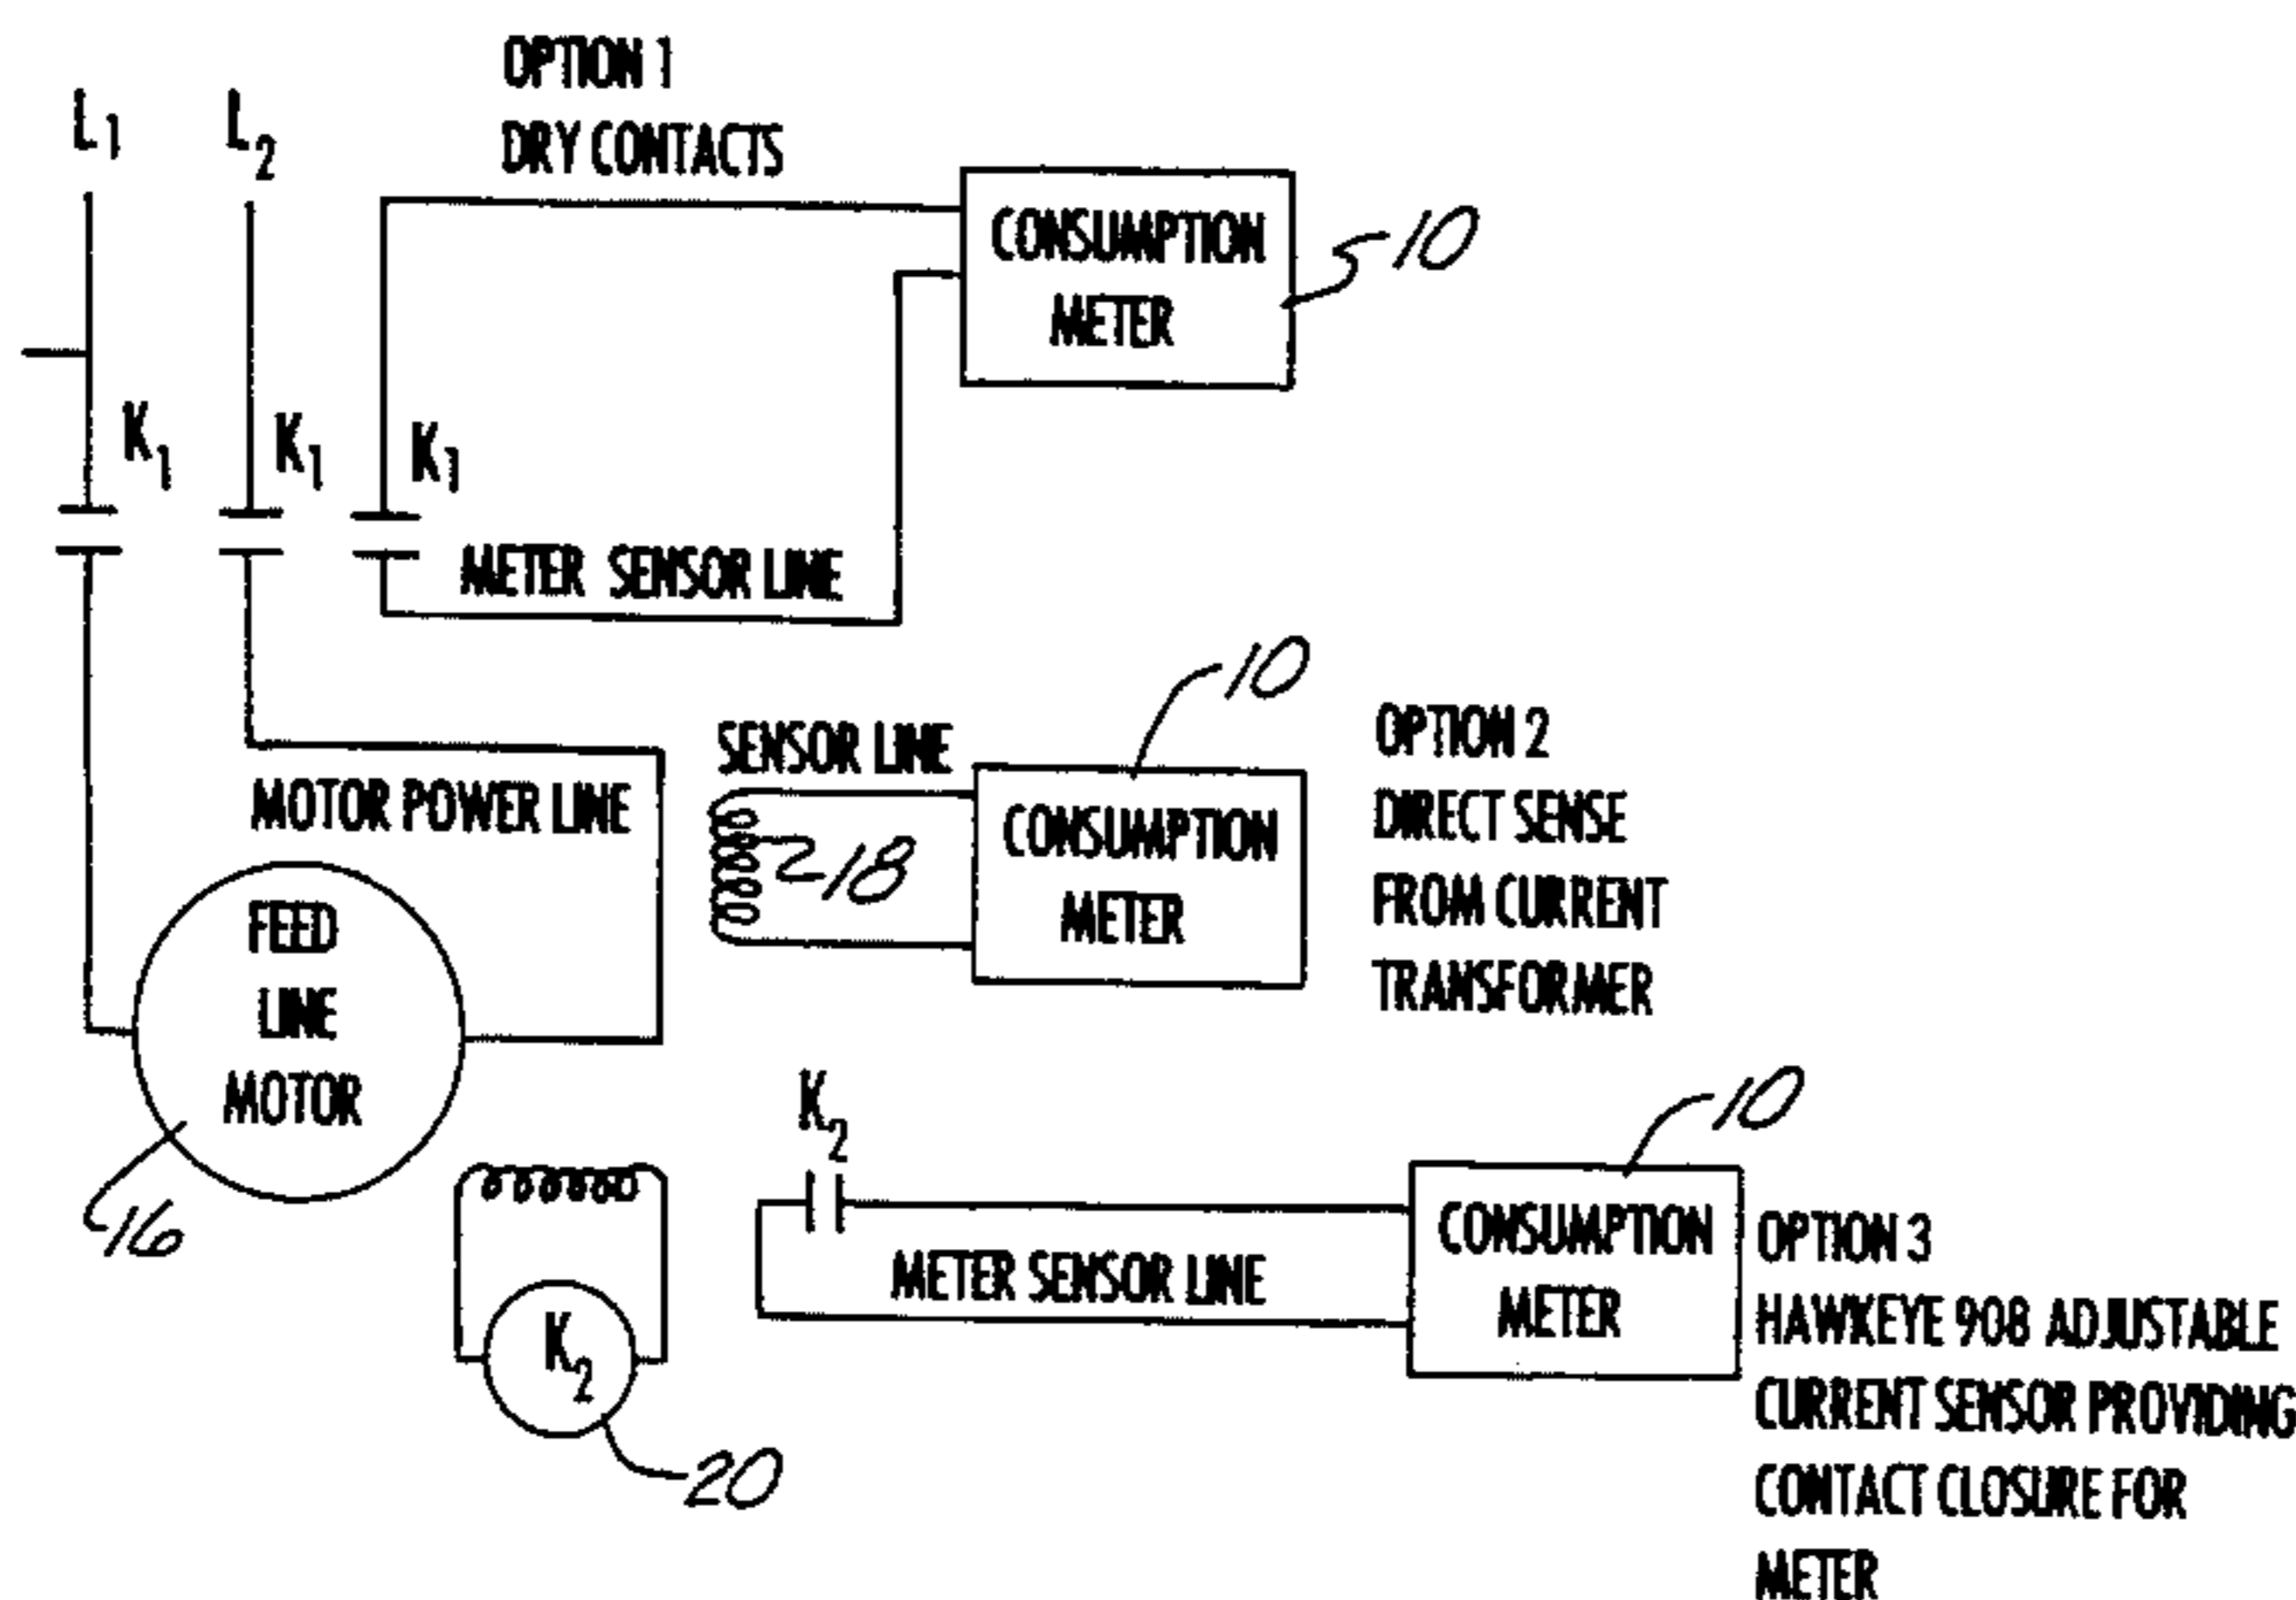 OPTION 1
DRY CONTACTS
L1
L2
CONSUMPTION
METER
10
K1
K1
K1
METER SENSOR LINE
10
SENSOR LINE
OPTION 2
DIRECT SENSE
FROM CURRENT
TRANSFORMER
MOTOR POWER LINE
CONSUMPTION
METER
18
FEED
LINE
MOTOR
16
K2
10
METER SENSOR LINE
CONSUMPTION
METER
OPTION 3
HAWKEYE 908 ADJUSTABLE
CURRENT SENSOR PROVIDING
CONTACT CLOSURE FOR
METER
K2
20